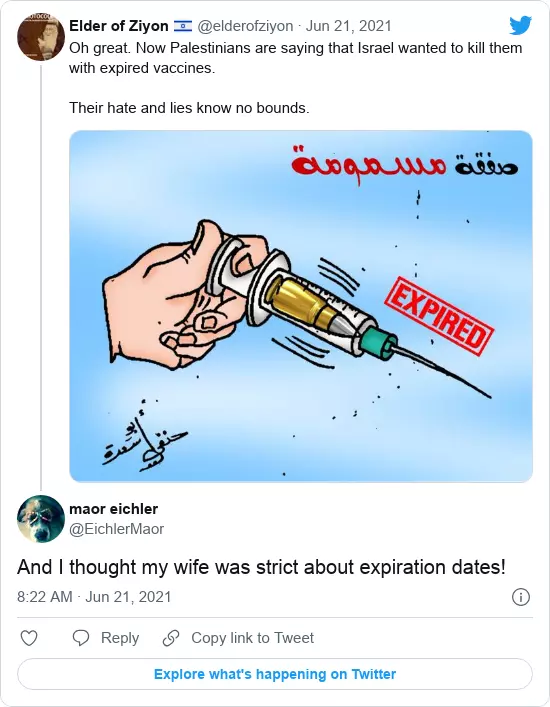 Elder of Ziyon 🇮🇱 @elderofziyon · Jun 21, 2021
Oh great. Now Palestinians are saying that Israel wanted to kill them
with expired vaccines.
Their hate and lies know no bounds.
صفقة مسمومة
EXPIRED
maor eichler
@EichlerMaor
And I thought my wife was strict about expiration dates!
8:22 AM · Jun 21, 2021
Reply
Copy link to Tweet
Explore what's happening on Twitter